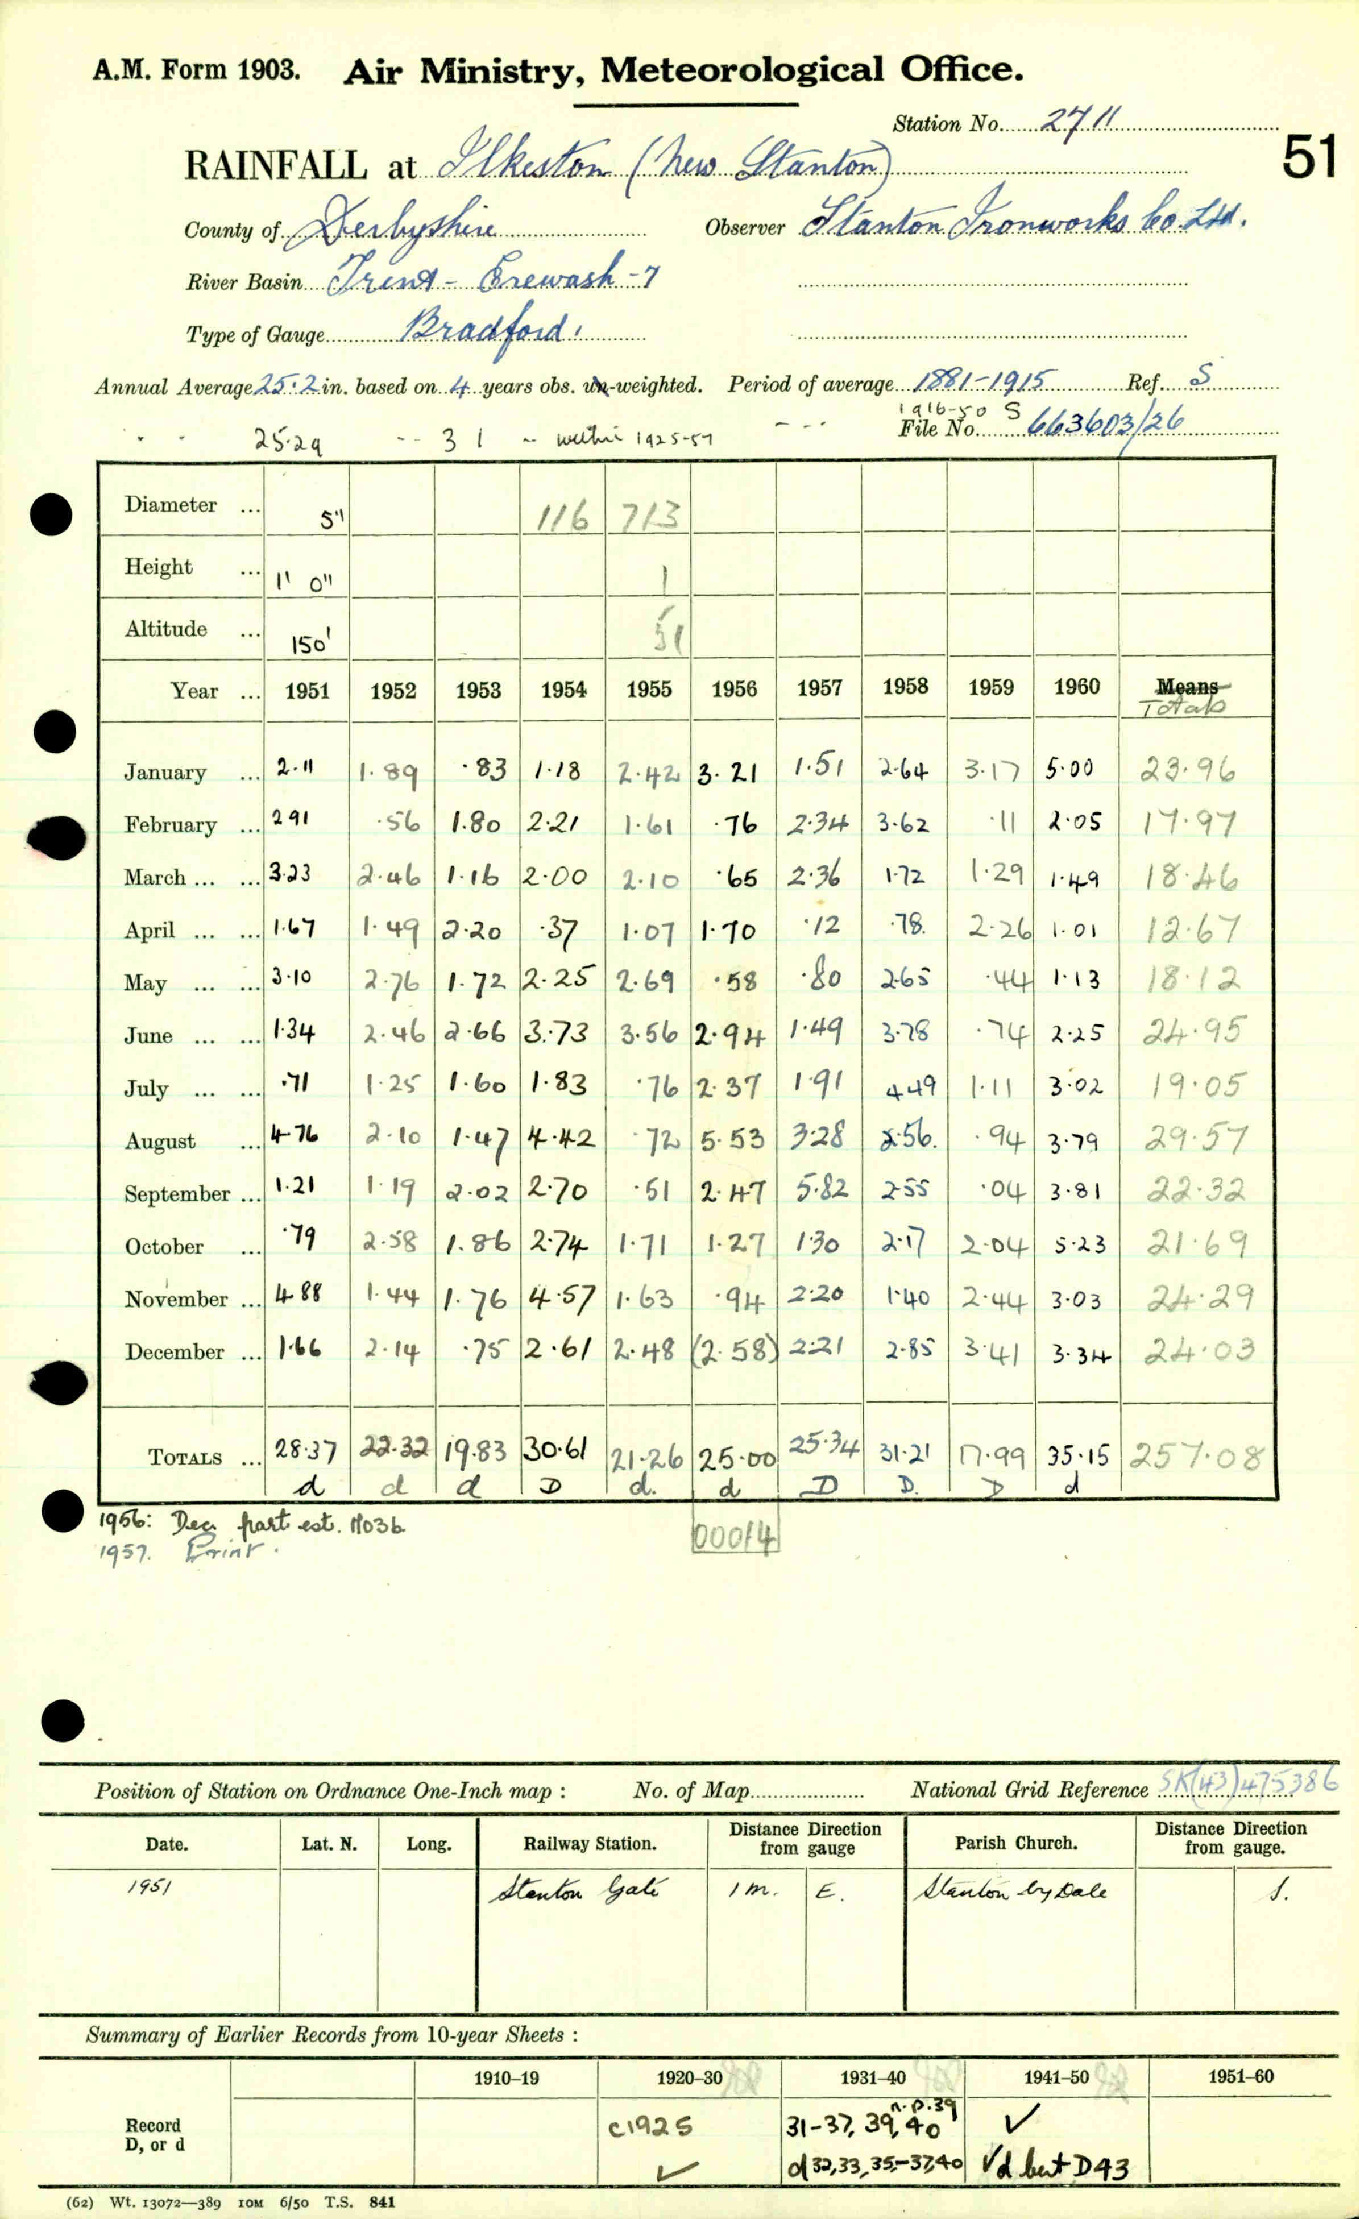 A.M. Form 1903. Air Ministry, Meteorological Office.
Station No. 2711
51
RAINFALL at Ilkeston (New Stanton)
County of Derbyshire Observer Stanton Ironworks Co. Ltd.
River Basin Trent - Erewash - 7
Type of Gauge Bradford.
Annual Average 25.2 in. based on 4 years obs. un-weighted. Period of average 1881-1915 Ref. S
1916-50 S
" " 25.29 -- 31 -- within 1925-57 - - - File No. 663603/26
Diameter ... 5" 116 713
Height ... 1' 0" 1
Altitude ... 150' 51
Year ... 1951 1952 1953 1954 1955 1956 1957 1958 1959 1960 Means Totals
January ... 2.11 1.89 .83 1.18 2.42 3.21 1.51 2.64 3.17 5.00 23.96
February ... 2 91 .56 1.80 2.21 1.61 .76 2.34 3.62 .11 2.05 17.97
March ... ... 3.23 2.46 1.16 2.00 2.10 .65 2.36 1.72 1.29 1.49 18.46
April ... ... 1.67 1.49 2.20 .37 1.07 1.70 .12 .78 2.26 1.01 12.67
May ... ... 3.10 2.76 1.72 2.25 2.69 .58 .80 2.65 .44 1.13 18.12
June ... ... 1.34 2.46 2.66 3.73 3.56 2.94 1.49 3.78 .74 2.25 24.95
July ... ... .71 1.25 1.60 1.83 .76 2.37 1.91 4.49 1.11 3.02 19.05
August ... 4.76 2.10 1.47 4.42 .72 5.53 3.28 2.56. .94 3.79 29.57
September ... 1.21 1.19 2.02 2.70 .51 2.47 5.82 2.55 .04 3.81 22.32
October ... .79 2.58 1.86 2.74 1.71 1.27 1.30 2.17 2.04 5.23 21.69
November ... 4 88 1.44 1.76 4.57 1.63 .94 2.20 1.40 2.44 3.03 24.29
December ... 1.66 2.14 .75 2.61 2.48 (2.58) 2.21 2.85 3.41 3.34 24.03
TOTALS ... 28.37 22.32 19.83 30.61 21.26 25.00 25.34 31.21 17.99 35.15 257.08
d d d D d. d D D. D d
1956: Dec part est. MO3b 00014
1957. Print.
Position of Station on Ordnance One-Inch map : No. of Map National Grid Reference SK(43)475386
Date. Lat. N. Long. Railway Station. Distance Direction from gauge Parish Church. Distance Direction from gauge.
1951 Stanton Gate 1 m. E. Stanton by Dale S.
Summary of Earlier Records from 10-year Sheets :
1910–19 1920–30 1931–40 1941–50 1951–60
Record D, or d c1925 ✓ 31-37, 39, 40 n.p.39 ✓
d 32,33,35-37,40 ✓d but D43
(62) Wt. 13072—389 10M 6/50 T.S. 841